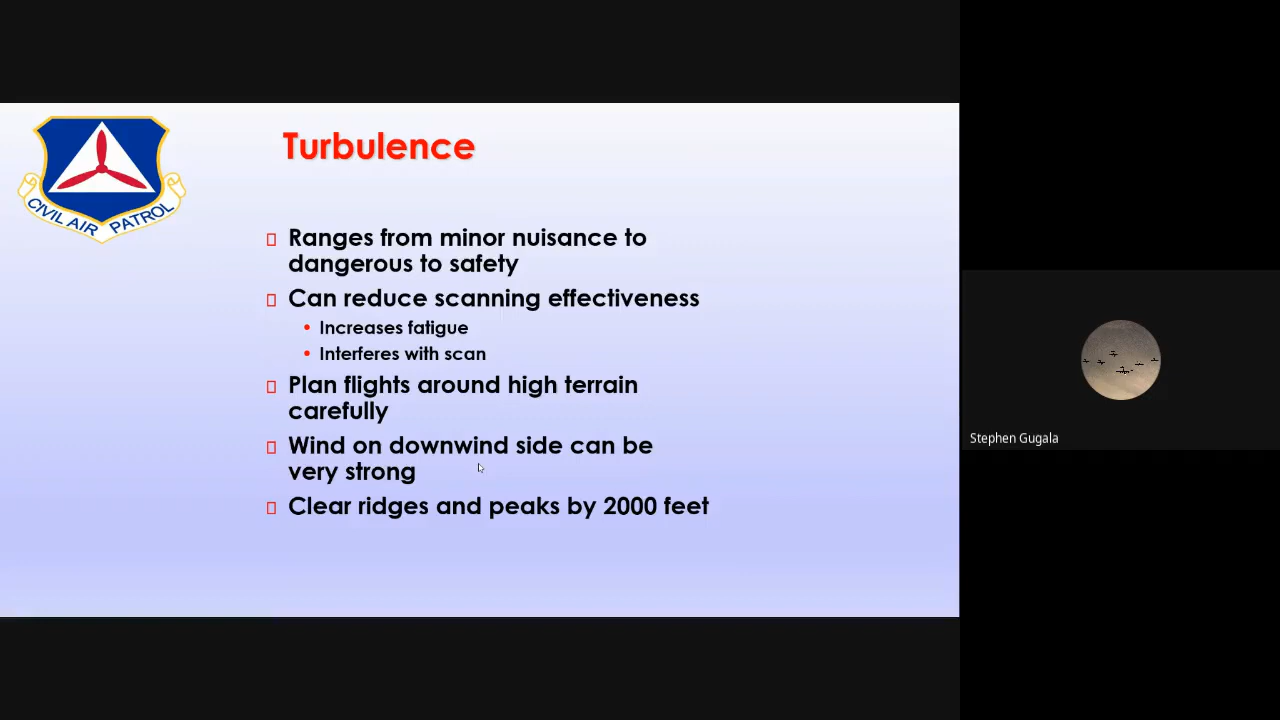 CIVIL AIR PATROL
Turbulence
Ranges from minor nuisance to
dangerous to safety
Can reduce scanning effectiveness
• Increases fatigue
• Interferes with scan
Plan flights around high terrain
carefully
Wind on downwind side can be
very strong
Clear ridges and peaks by 2000 feet
Stephen Gugala